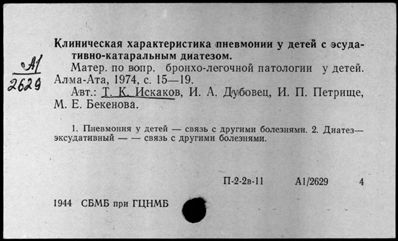 Клиническая характеристика пневмонии у детей с эсуда-
тивно-катаральным диатезом.
А1
2629
Матер. по вопр. бронхо-легочной патологии у детей.
Алма-Ата, 1974, с. 15—19.
Авт.: Т. К. Искаков, И. А. Дубовец, И. П. Петрище,
М. Е. Бекенова.
1. Пневмония у детей — связь с другими болезнями. 2. Диатез—
эксудативный — — связь с другими болезнями.
П-2-2в-11 А1/2629 4
1944 СБМБ при ГЦНМБ